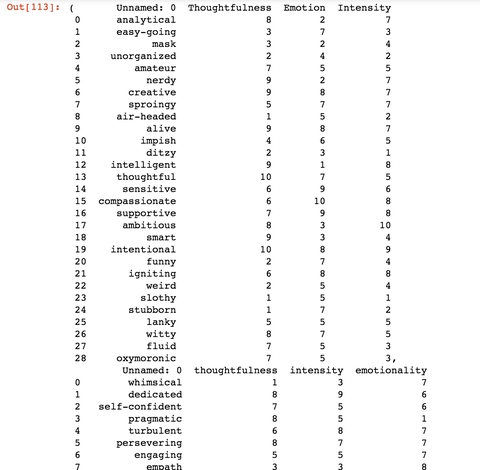 Out[113]: ( Unnamed: 0 Thoughtfulness Emotion Intensity
0 analytical 8 2 7
1 easy-going 3 7 3
2 mask 3 2 4
3 unorganized 2 4 2
4 amateur 7 5 5
5 nerdy 9 2 7
6 creative 9 8 7
7 sproingy 5 7 7
8 air-headed 1 5 2
9 alive 9 8 7
10 impish 4 6 5
11 ditzy 2 3 1
12 intelligent 9 1 8
13 thoughtful 10 7 5
14 sensitive 6 9 6
15 compassionate 6 10 8
16 supportive 7 9 8
17 ambitious 8 3 10
18 smart 9 3 4
19 intentional 10 8 9
20 funny 2 7 4
21 igniting 6 8 8
22 weird 2 5 4
23 slothy 1 5 1
24 stubborn 1 7 2
25 lanky 5 5 5
26 witty 8 7 5
27 fluid 7 5 3
28 oxymoronic 7 5 3,
Unnamed: 0 thoughtfulness intensity emotionality
0 whimsical 1 3 7
1 dedicated 8 9 6
2 self-confident 7 5 6
3 pragmatic 8 5 1
4 turbulent 6 8 7
5 persevering 8 7 7
6 engaging 5 5 7
7 empath 3 3 8